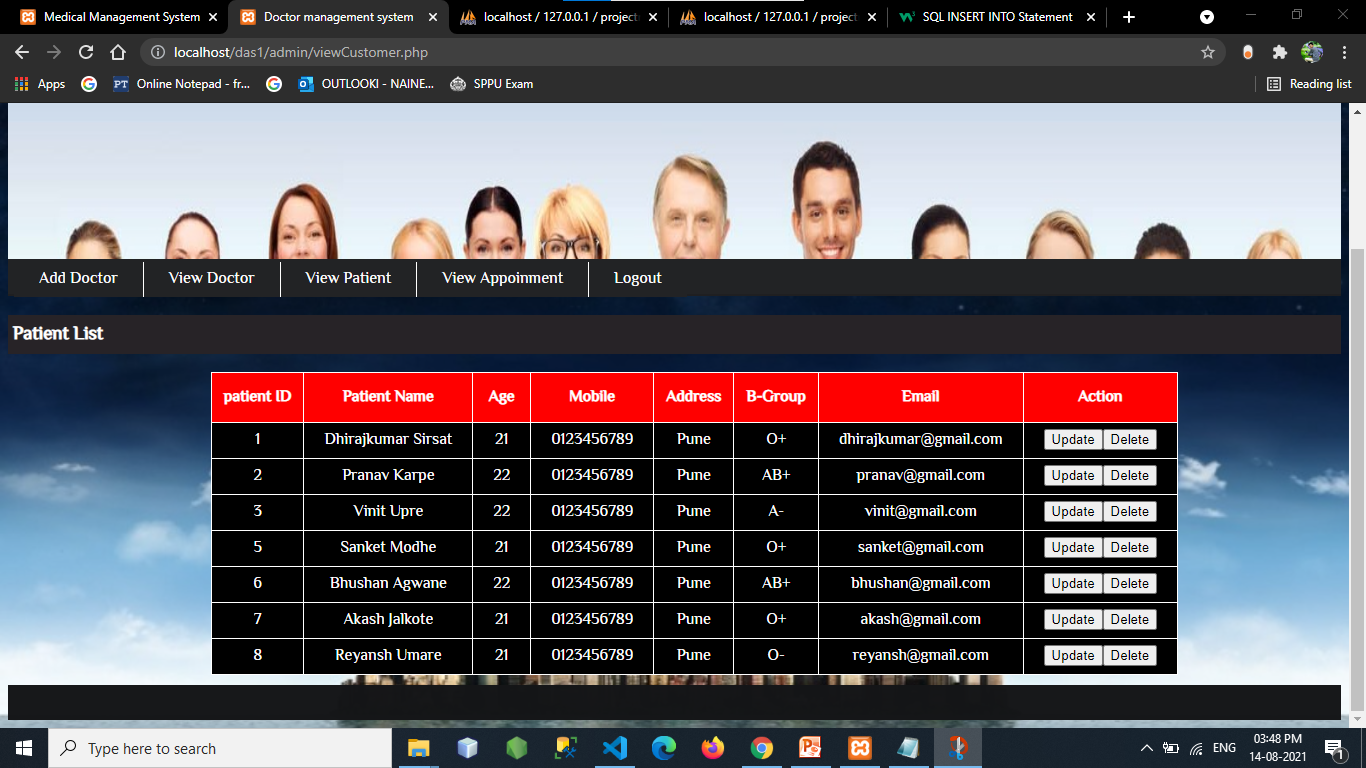 Medical Management System
Doctor management system
localhost / 127.0.0.1 / project
localhost / 127.0.0.1 / project
SQL INSERT INTO Statement
localhost/das1/admin/viewCustomer.php
Apps
PT Online Notepad - fr...
OUTLOOKI - NAINE...
SPPU Exam
Reading list
Add Doctor View Doctor View Patient View Appoinment Logout
Patient List
patient ID Patient Name Age Mobile Address B-Group Email Action
1 Dhirajkumar Sirsat 21 0123456789 Pune O+ dhirajkumar@gmail.com Update Delete
2 Pranav Karpe 22 0123456789 Pune AB+ pranav@gmail.com Update Delete
3 Vinit Upre 22 0123456789 Pune A- vinit@gmail.com Update Delete
5 Sanket Modhe 21 0123456789 Pune O+ sanket@gmail.com Update Delete
6 Bhushan Agwane 22 0123456789 Pune AB+ bhushan@gmail.com Update Delete
7 Akash Jalkote 21 0123456789 Pune O+ akash@gmail.com Update Delete
8 Reyansh Umare 21 0123456789 Pune O- reyansh@gmail.com Update Delete
Type here to search
ENG
03:48 PM
14-08-2021
1